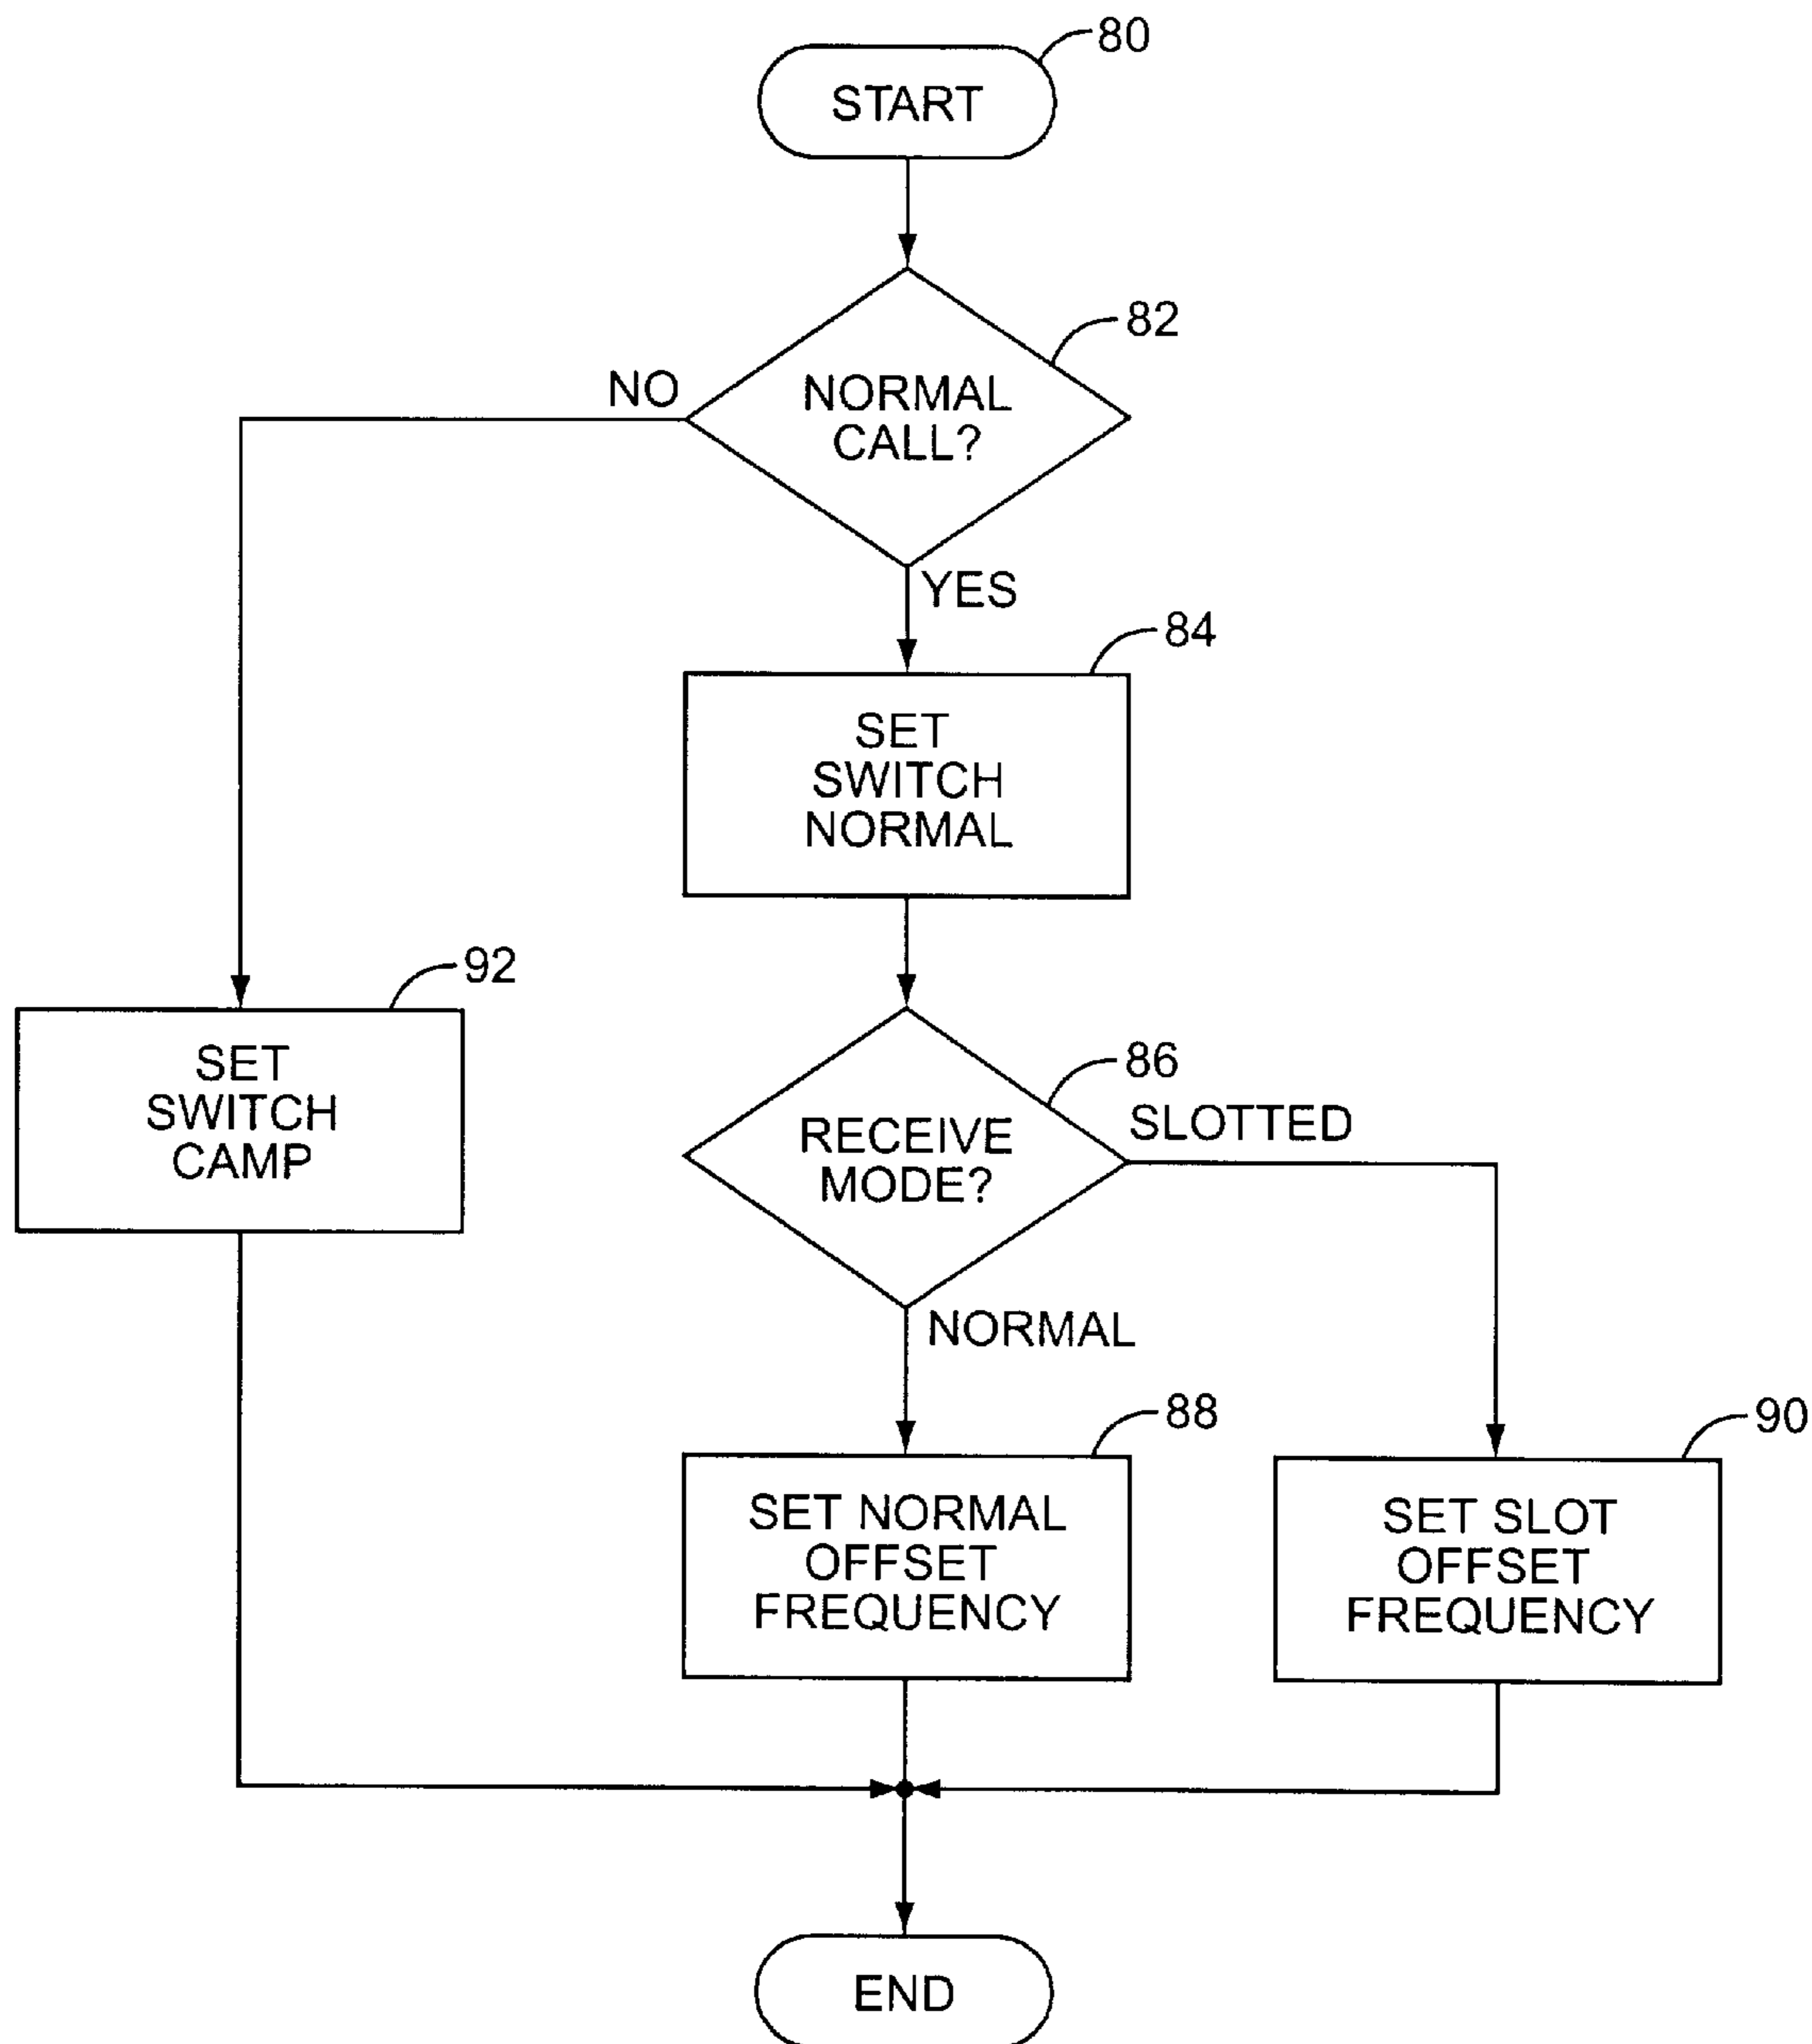 80
START
82
NO
NORMAL
CALL?
YES
84
SET
SWITCH
NORMAL
92
SET
SWITCH
CAMP
86
SLOTTED
RECEIVE
MODE?
NORMAL
88
90
SET NORMAL
OFFSET
FREQUENCY
SET SLOT
OFFSET
FREQUENCY
END